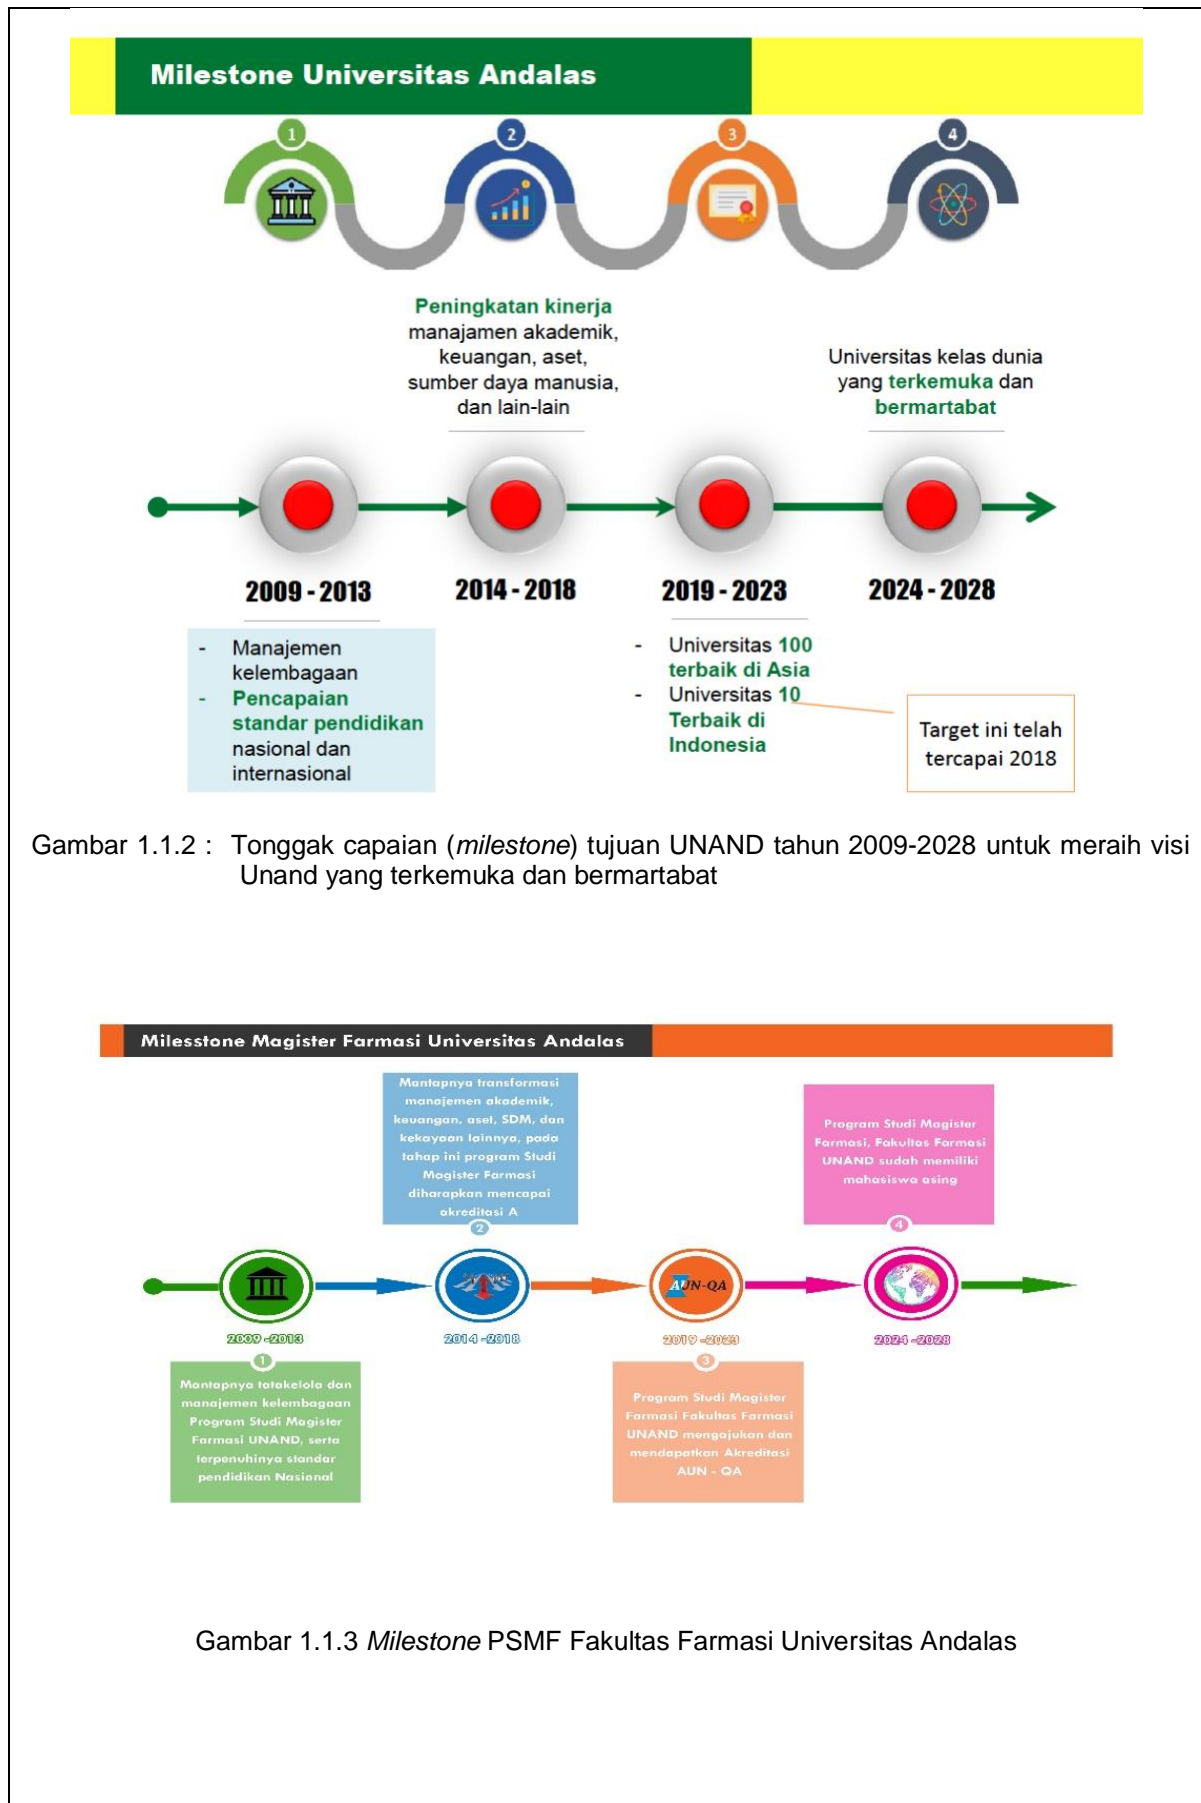 Milestone Universitas Andalas
1
2
3
4
Peningkatan kinerja
manajamen akademik,
keuangan, aset,
sumber daya manusia,
dan lain-lain
Universitas kelas dunia
yang terkemuka dan
bermartabat
2009 - 2013
2014 - 2018
2019 - 2023
2024 - 2028
- Manajemen
kelembagaan
- Pencapaian
standar pendidikan
nasional dan
internasional
- Universitas 100
terbaik di Asia
- Universitas 10
Terbaik di
Indonesia
Target ini telah
tercapai 2018
Gambar 1.1.2 : Tonggak capaian (milestone) tujuan UNAND tahun 2009-2028 untuk meraih visi
Unand yang terkemuka dan bermartabat
Milesstone Magister Farmasi Universitas Andalas
Mantapnya transformasi
manajemen akademik,
keuangan, aset, SDM, dan
kekayaan lainnya, pada
tahap ini program Studi
Magister Farmasi
diharapkan mencapai
akreditasi A
2
Program Studi Magister
Farmasi, Fakultas Farmasi
UNAND sudah memiliki
mahasiswa asing
4
AUN-QA
2009 -2013
2014 -2018
2019 -2023
2024 -2028
1
Mantapnya tatakelola dan
manajemen kelembagaan
Program Studi Magister
Farmasi UNAND, serta
terpenuhinya standar
pendidikan Nasional
3
Program Studi Magister
Farmasi Fakultas Farmasi
UNAND mengajukan dan
mendapatkan Akreditasi
AUN - QA
Gambar 1.1.3 Milestone PSMF Fakultas Farmasi Universitas Andalas